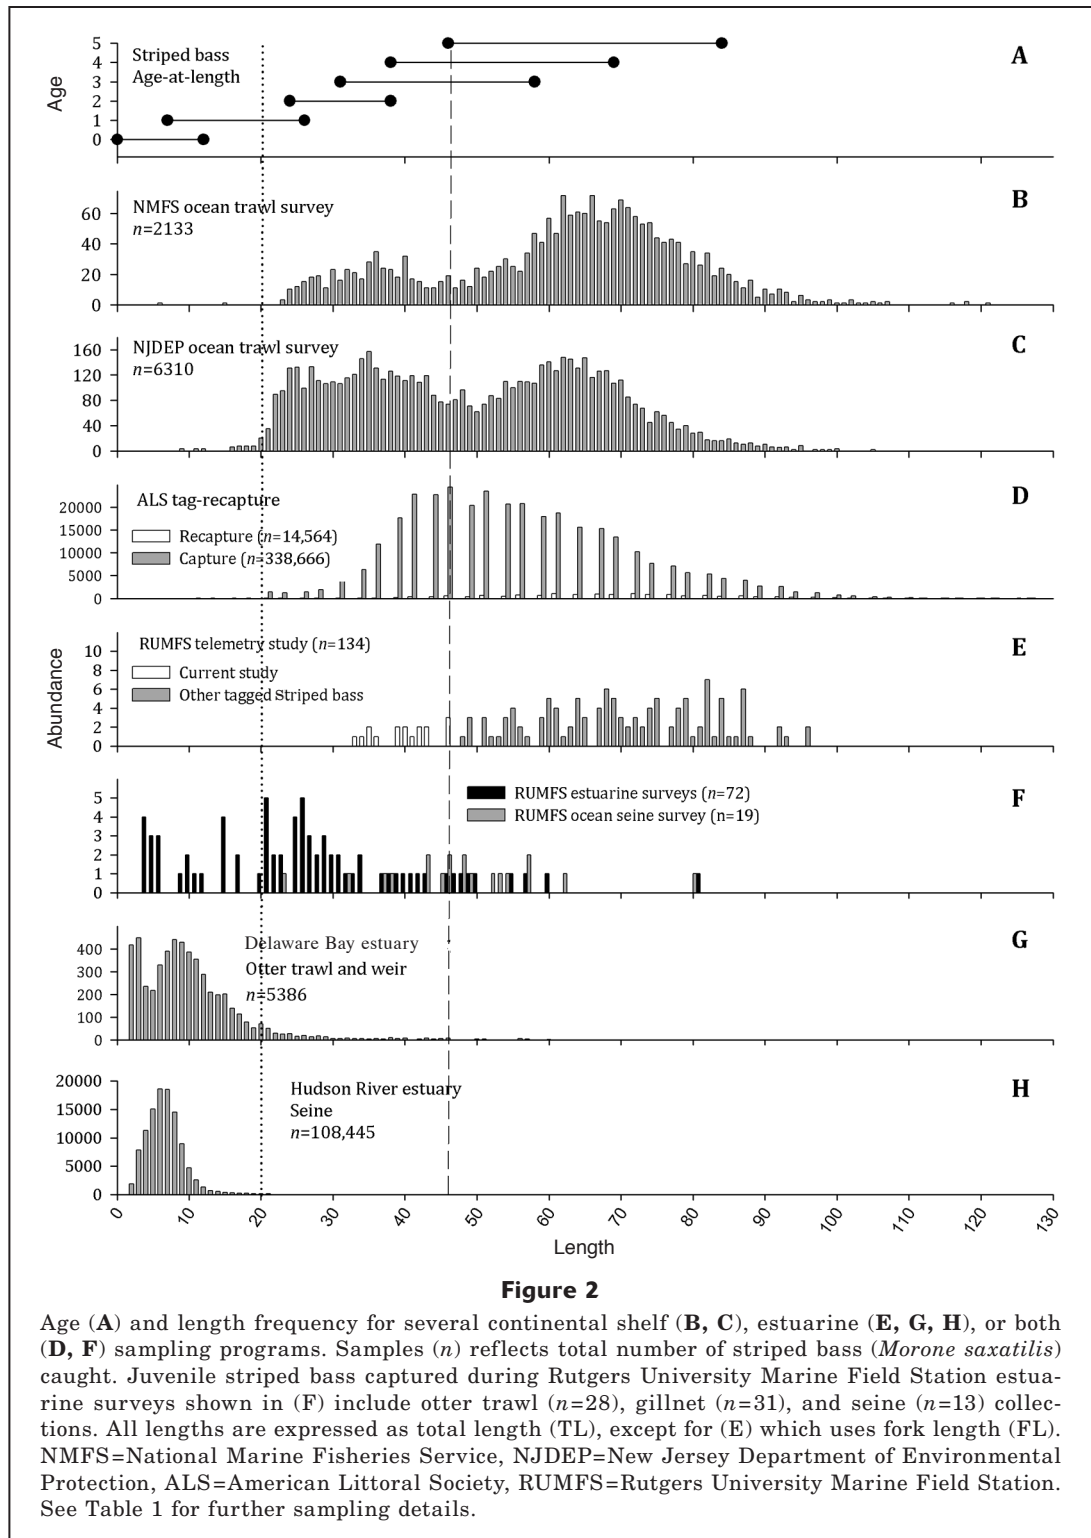 Striped bass
Age-at-length
A
Age
5
4
3
2
1
0
NMFS ocean trawl survey
n=2133
B
60
40
20
0
NJDEP ocean trawl survey
n=6310
C
160
120
80
40
0
ALS tag-recapture
Recapture (n=14,564)
Capture (n=338,666)
D
20000
15000
10000
5000
0
RUMFS telemetry study (n=134)
Current study
Other tagged Striped bass
E
Abundance
10
8
6
4
2
0
RUMFS estuarine surveys (n=72)
RUMFS ocean seine survey (n=19)
F
5
4
3
2
1
0
Delaware Bay estuary
Otter trawl and weir
n=5386
G
400
300
200
100
0
Hudson River estuary
Seine
n=108,445
H
20000
15000
10000
5000
0
0 10 20 30 40 50 60 70 80 90 100 110 120 130
Length
Figure 2
Age (A) and length frequency for several continental shelf (B, C), estuarine (E, G, H), or both
(D, F) sampling programs. Samples (n) reflects total number of striped bass (Morone saxatilis)
caught. Juvenile striped bass captured during Rutgers University Marine Field Station estua-
rine surveys shown in (F) include otter trawl (n=28), gillnet (n=31), and seine (n=13) collec-
tions. All lengths are expressed as total length (TL), except for (E) which uses fork length (FL).
NMFS=National Marine Fisheries Service, NJDEP=New Jersey Department of Environmental
Protection, ALS=American Littoral Society, RUMFS=Rutgers University Marine Field Station.
See Table 1 for further sampling details.